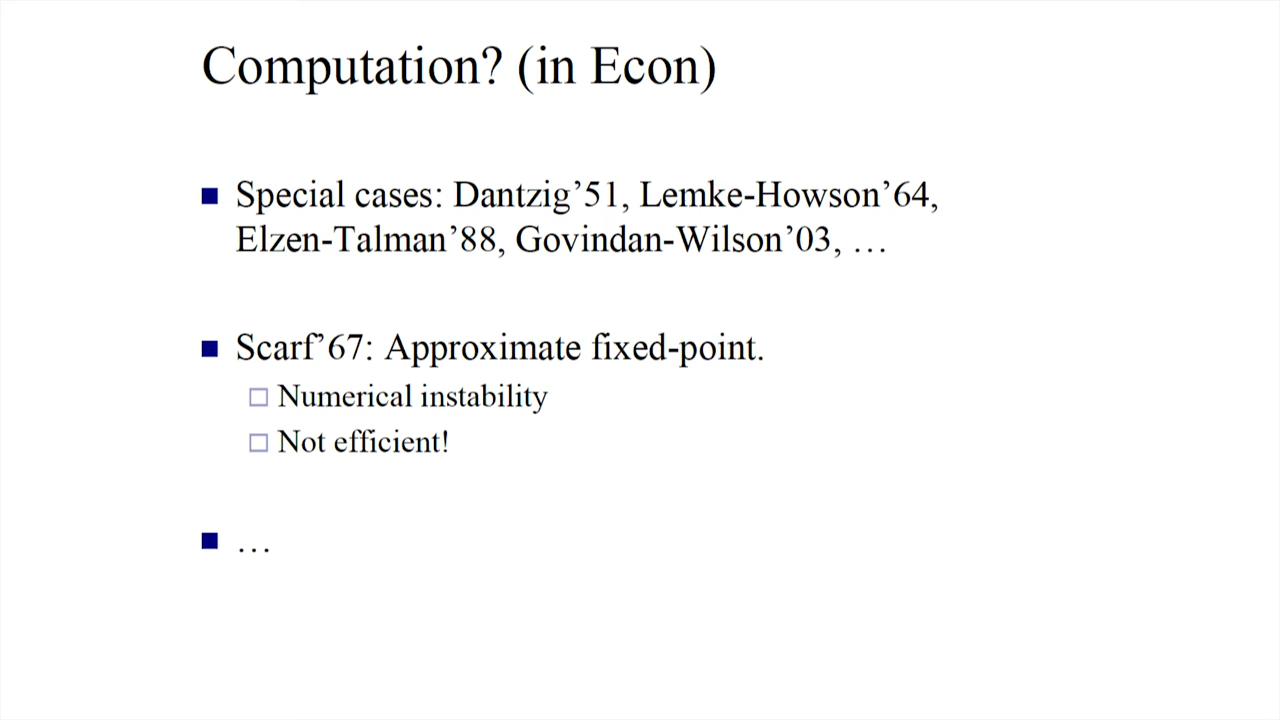 Computation? (in Econ)
Special cases: Dantzig’51, Lemke-Howson’64,
Elzen-Talman’88, Govindan-Wilson’03, …
Scarf’67: Approximate fixed-point.
Numerical instability
Not efficient!
…